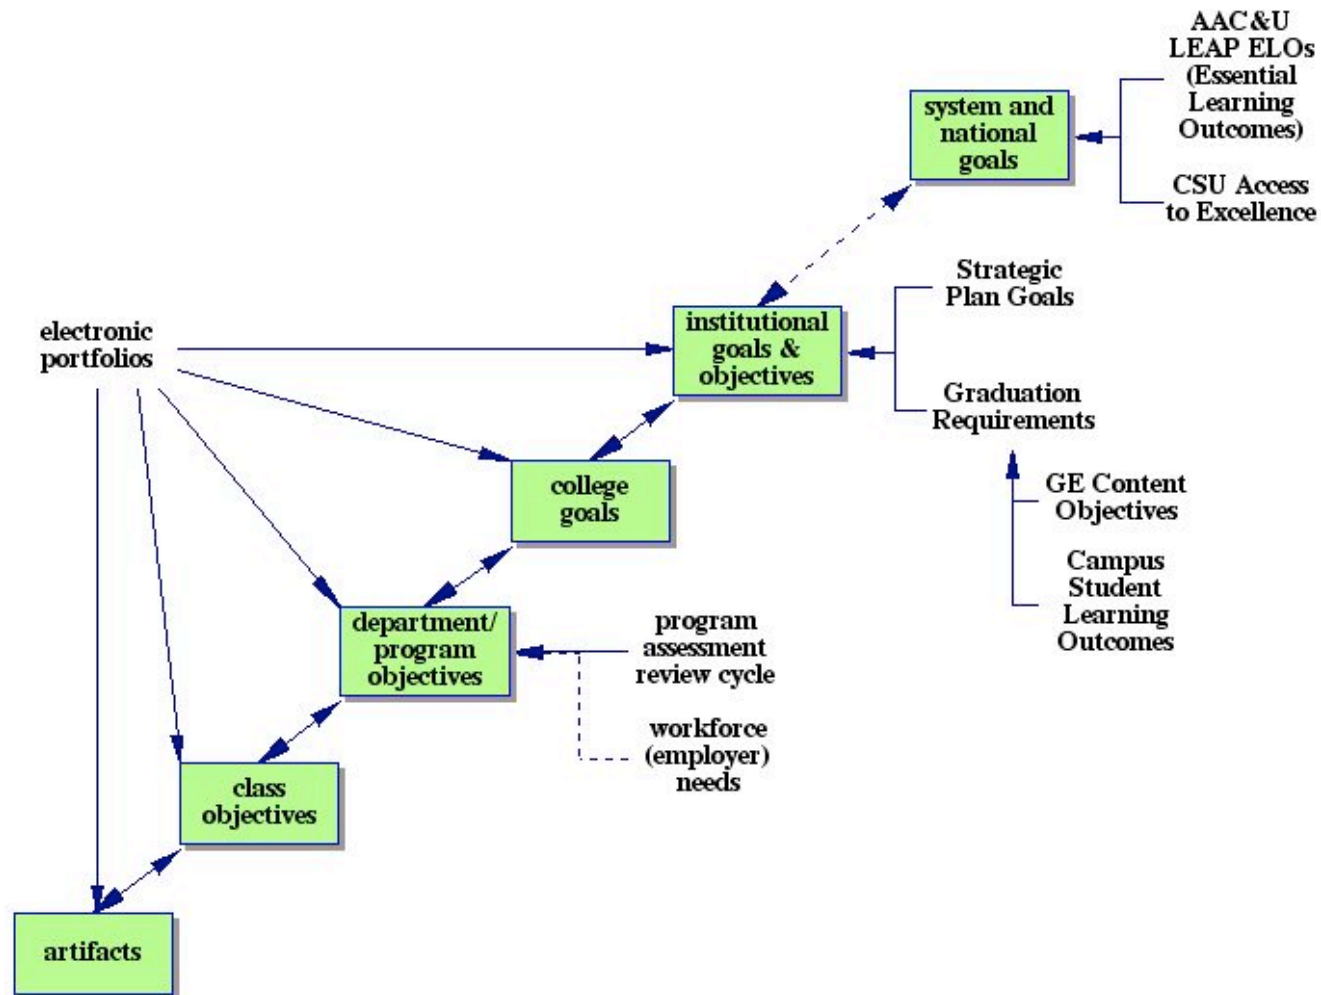 AAC&U
LEAP ELOs
(Essential
Learning
Outcomes)
system and
national
goals
CSU Access
to Excellence
Strategic
Plan Goals
electronic
portfolios
institutional
goals &
objectives
Graduation
Requirements
college
goals
GE Content
Objectives
Campus
Student
Learning
Outcomes
department/
program
objectives
program
assessment
review cycle
workforce
(employer)
needs
class
objectives
artifacts